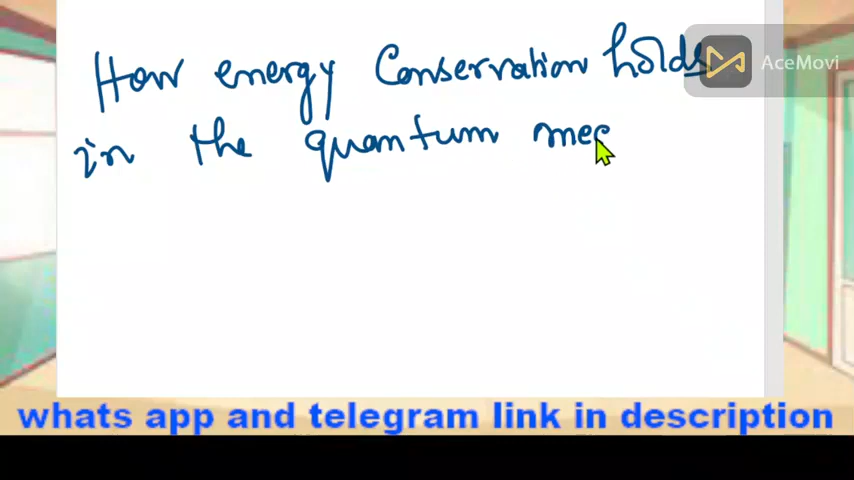 How energy Conservation holds
AceMovi
in the quantum mec
whats app and telegram link in description